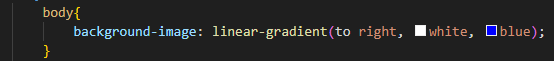 body{
background-image: linear-gradient(to right, white, blue);
}